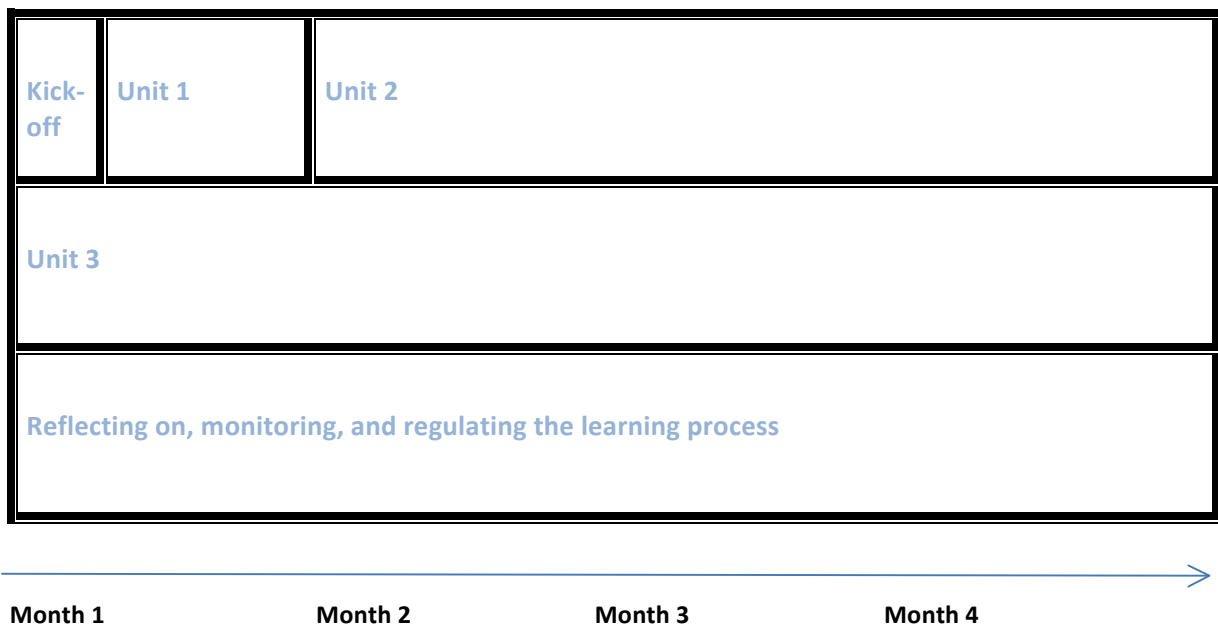 Kick-
off
Unit 1
Unit 2
Unit 3
Reflecting on, monitoring, and regulating the learning process
Month 1
Month 2
Month 3
Month 4